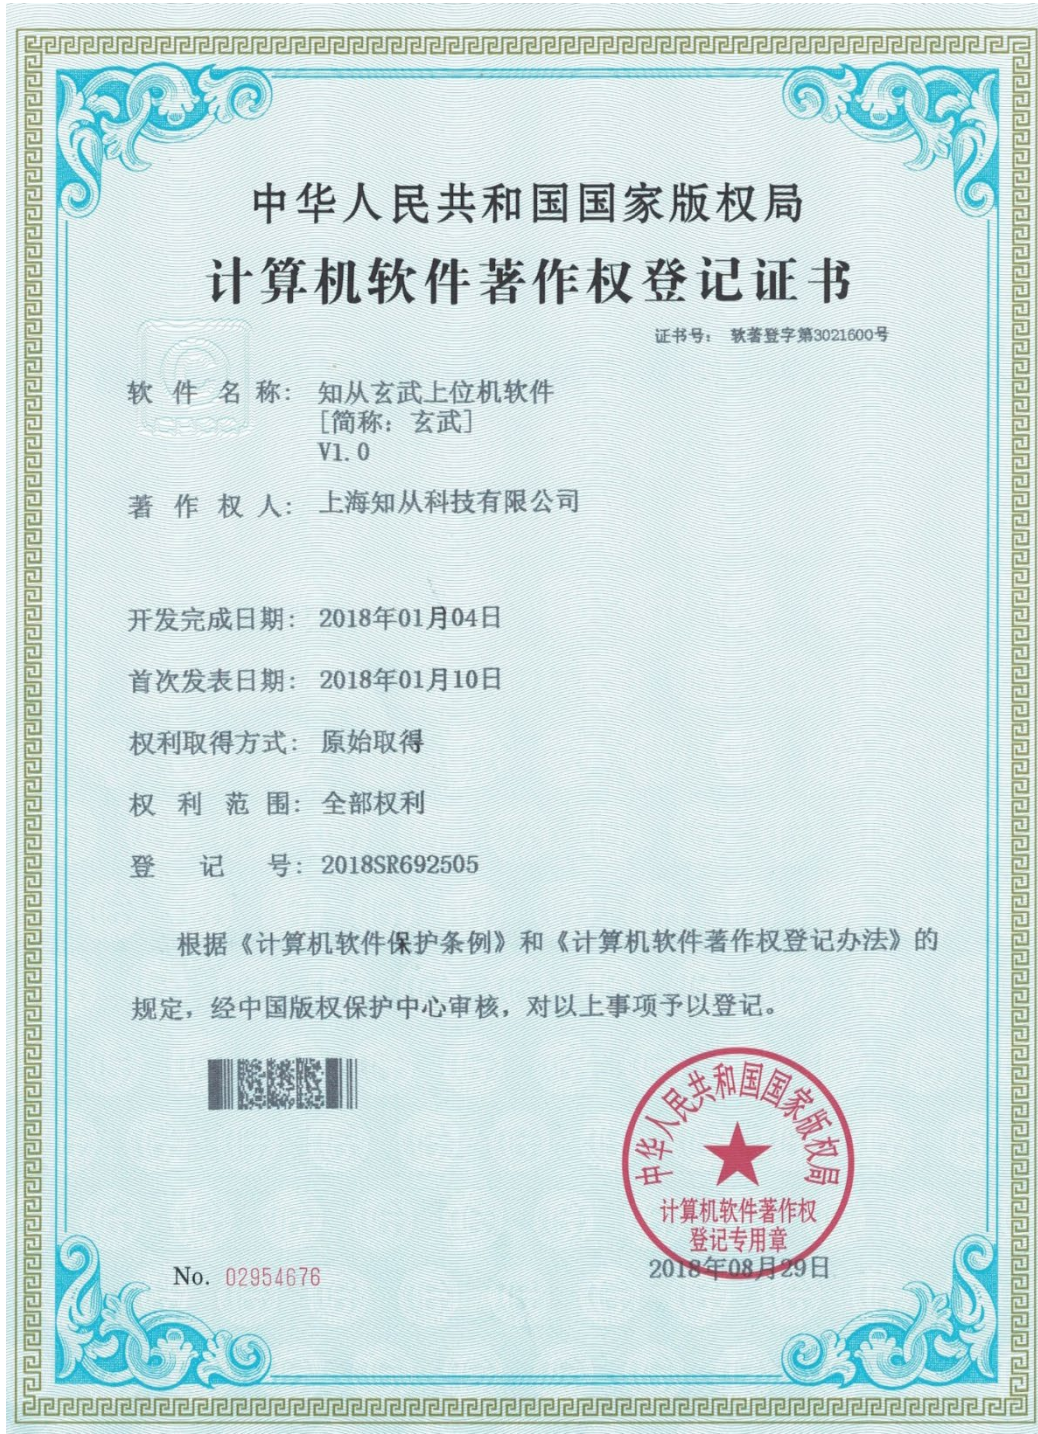 中华人民共和国国家版权局
计算机软件著作权登记证书
证书号： 软著登字第3021600号
软件名称： 知从玄武上位机软件
[简称：玄武]
V1.0
著作权人： 上海知从科技有限公司
开发完成日期： 2018年01月04日
首次发表日期： 2018年01月10日
权利取得方式： 原始取得
权利范围： 全部权利
登记号： 2018SR692505
根据《计算机软件保护条例》和《计算机软件著作权登记办法》的
规定，经中国版权保护中心审核，对以上事项予以登记。
中华人民共和国国家版权局
计算机软件著作权
登记专用章
2018年08月29日
No. 02954676